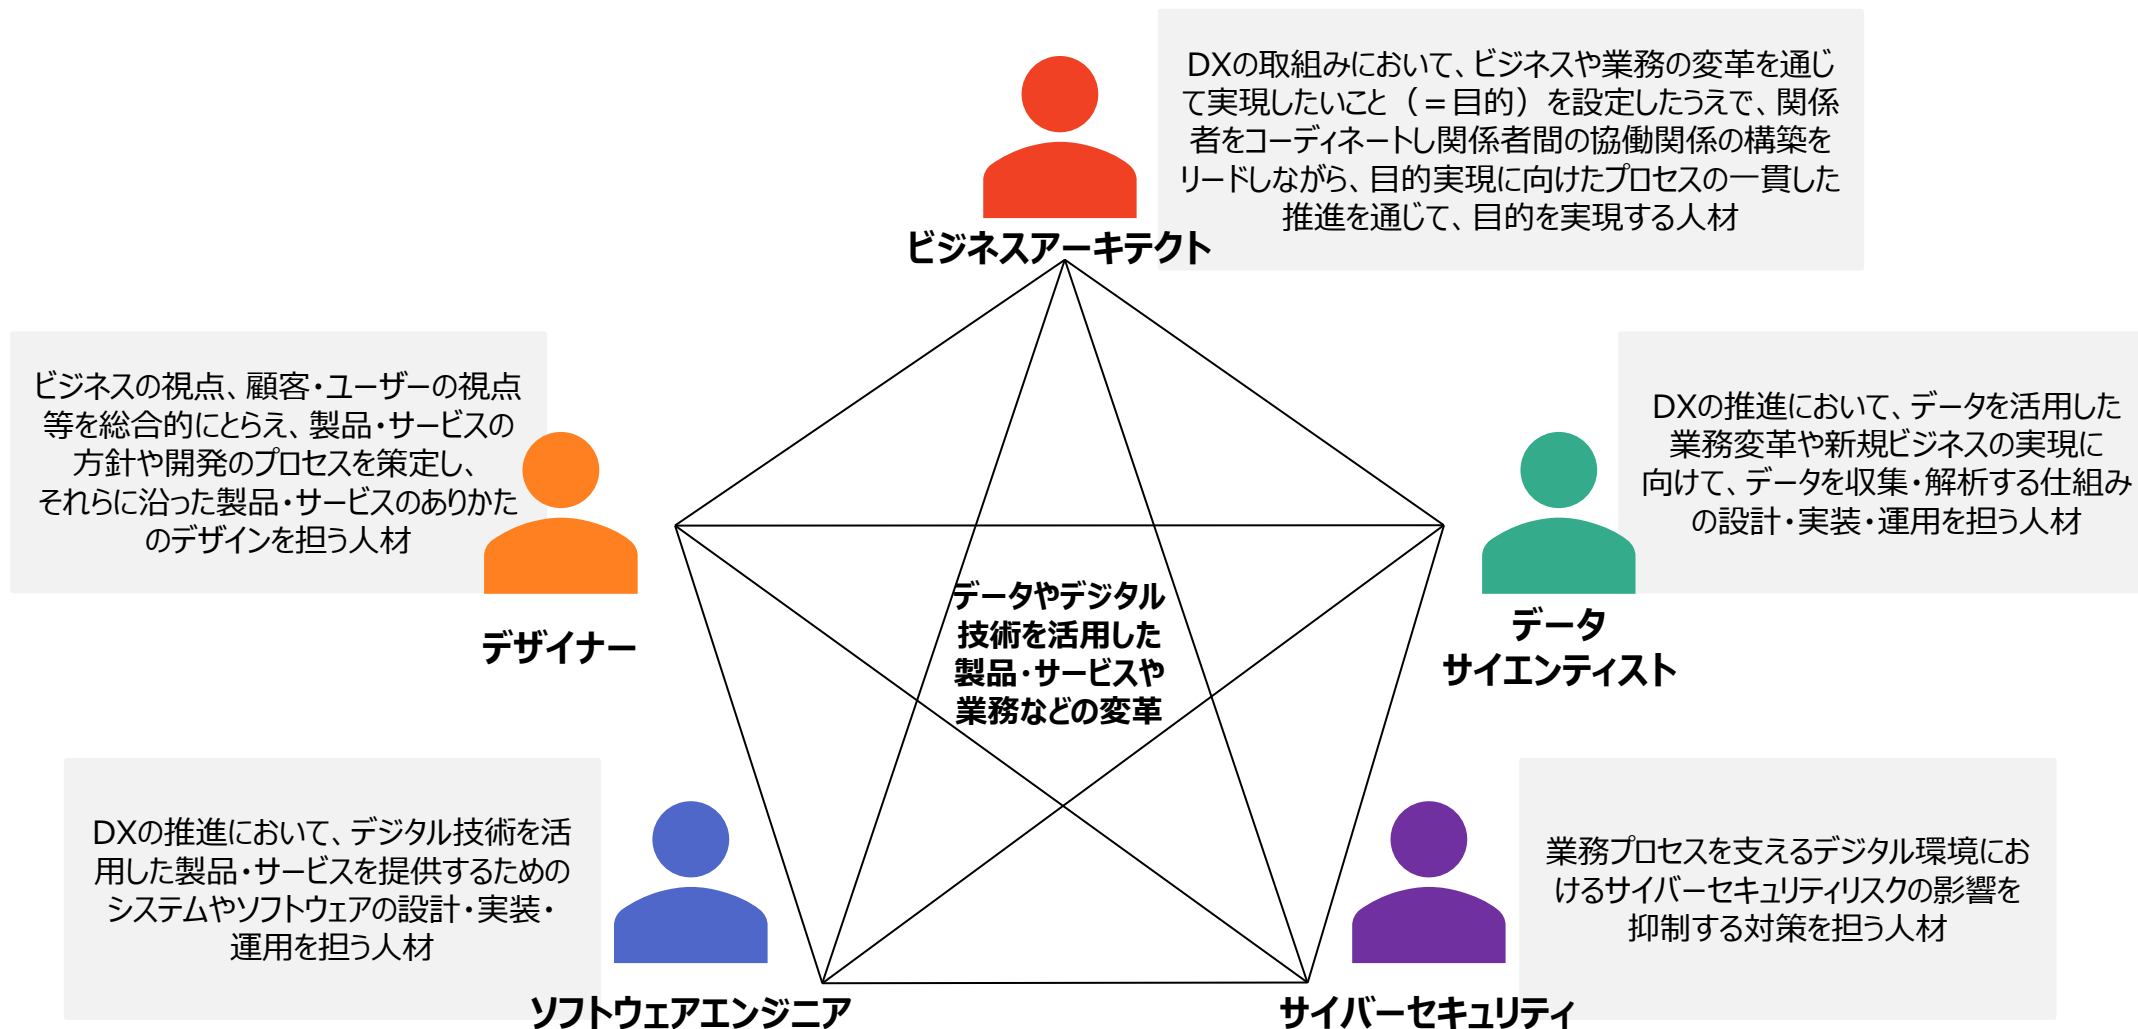 DXの取組みにおいて、ビジネスや業務の変革を通じ
て実現したいこと（=目的）を設定したうえで、関係
者をコーディネートし関係者間の協働関係の構築を
リードしながら、目的実現に向けたプロセスの一貫した
推進を通じて、目的を実現する人材
ビジネスアーキテクト
ビジネスの視点、顧客・ユーザーの視点
等を総合的にとらえ、製品・サービスの
方針や開発のプロセスを策定し、
それらに沿った製品・サービスのありかた
のデザインを担う人材
デザイナー
DXの推進において、データを活用した
業務変革や新規ビジネスの実現に
向けて、データを収集・解析する仕組み
の設計・実装・運用を担う人材
データ
サイエンティスト
データやデジタル
技術を活用した
製品・サービスや
業務などの変革
DXの推進において、デジタル技術を活
用した製品・サービスを提供するための
システムやソフトウェアの設計・実装・
運用を担う人材
ソフトウェアエンジニア
業務プロセスを支えるデジタル環境にお
けるサイバーセキュリティリスクの影響を
抑制する対策を担う人材
サイバーセキュリティ